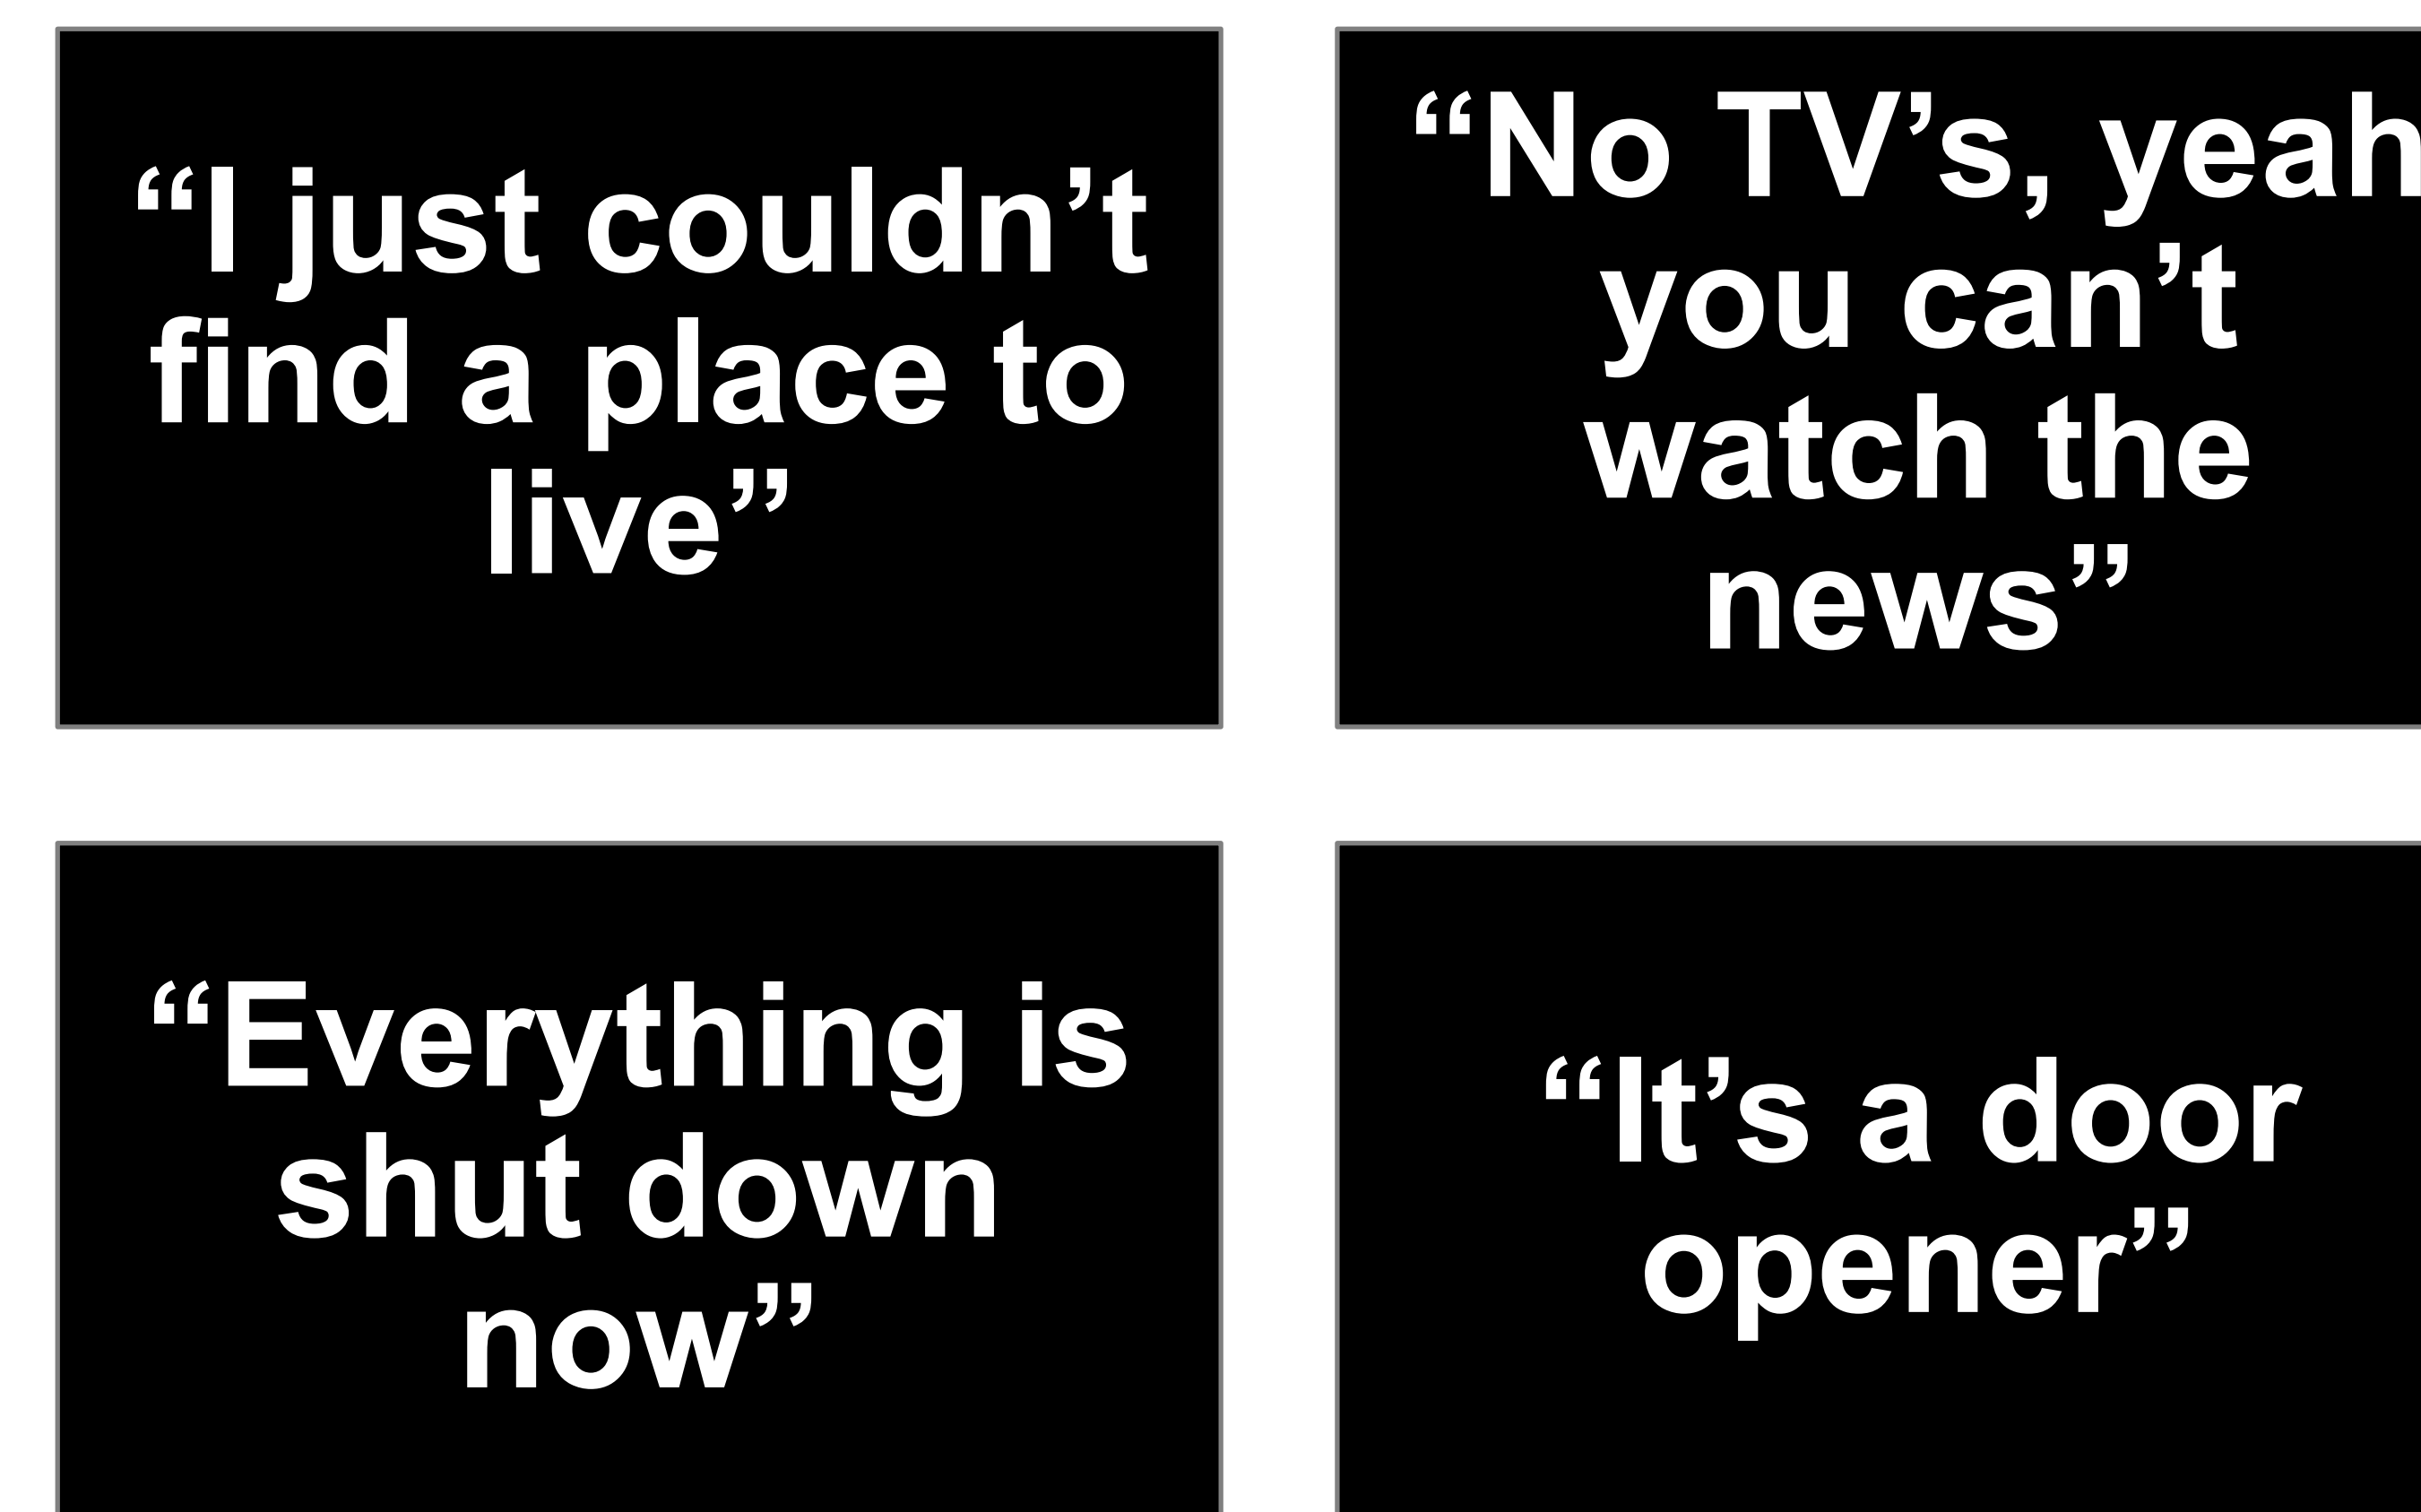 “I just couldn’t
find a place to
live”
“No TV’s, yeah
you can’t
watch the
news”
“Everything is
shut down
now”
“It’s a door
opener”